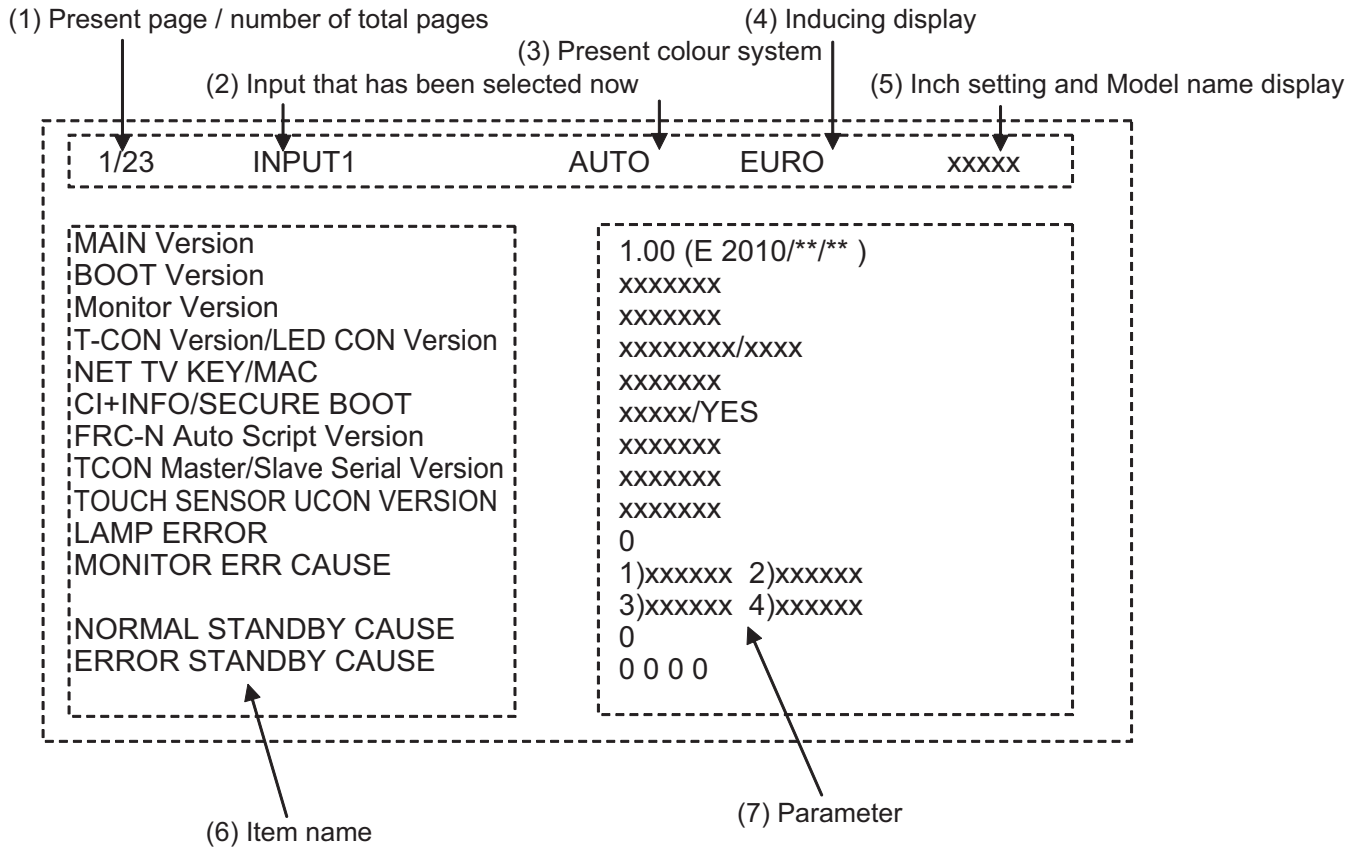 (1) Present page / number of total pages
(4) Inducing display
(3) Present colour system
(2) Input that has been selected now
(5) Inch setting and Model name display
1/23 INPUT1 AUTO EURO xxxxx
MAIN Version
BOOT Version
Monitor Version
T-CON Version/LED CON Version
NET TV KEY/MAC
CI+INFO/SECURE BOOT
FRC-N Auto Script Version
TCON Master/Slave Serial Version
TOUCH SENSOR UCON VERSION
LAMP ERROR
MONITOR ERR CAUSE
NORMAL STANDBY CAUSE
ERROR STANDBY CAUSE
1.00 (E 2010/**/** )
xxxxxxx
xxxxxxx
xxxxxxxx/xxxx
xxxxxxx
xxxxx/YES
xxxxxxx
xxxxxxx
xxxxxxx
0
1)xxxxxx 2)xxxxxx
3)xxxxxx 4)xxxxxx
0
0 0 0 0
(6) Item name
(7) Parameter